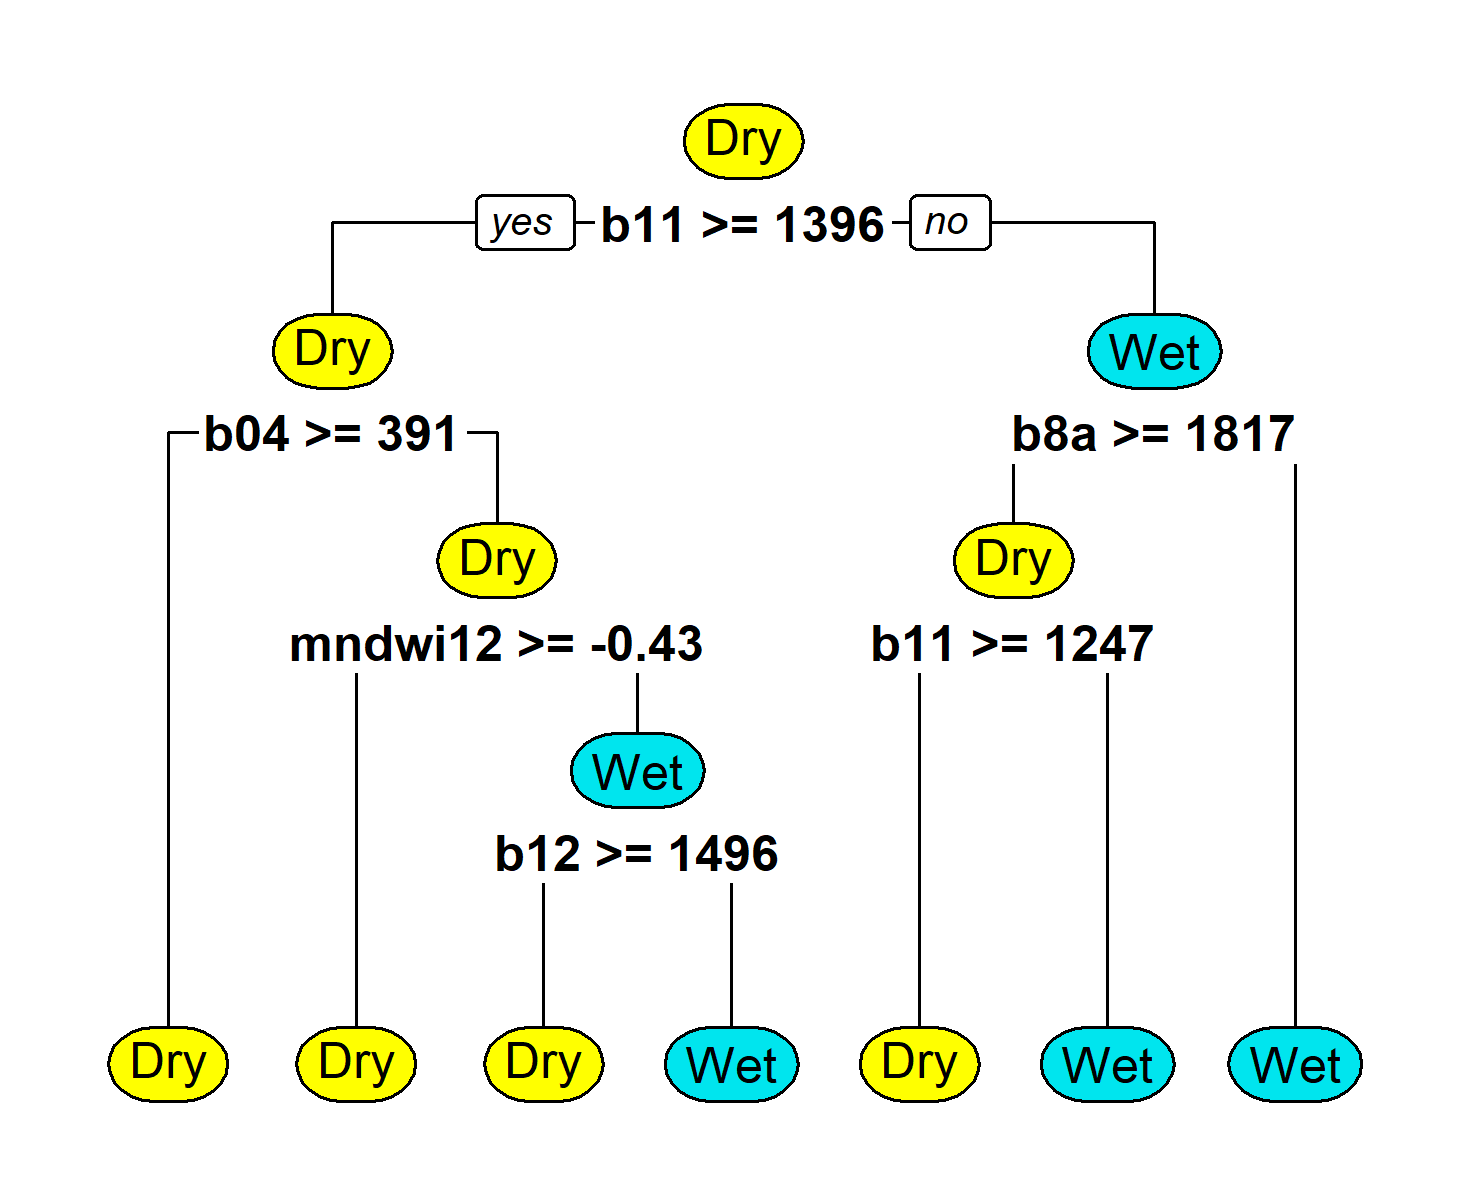 Dry
yes b11 >= 1396 no
Dry Wet
b04 >= 391 b8a >= 1817
Dry Dry
mndwi12 >= -0.43 b11 >= 1247
Wet
b12 >= 1496
Dry Dry Dry Wet Dry Wet Wet